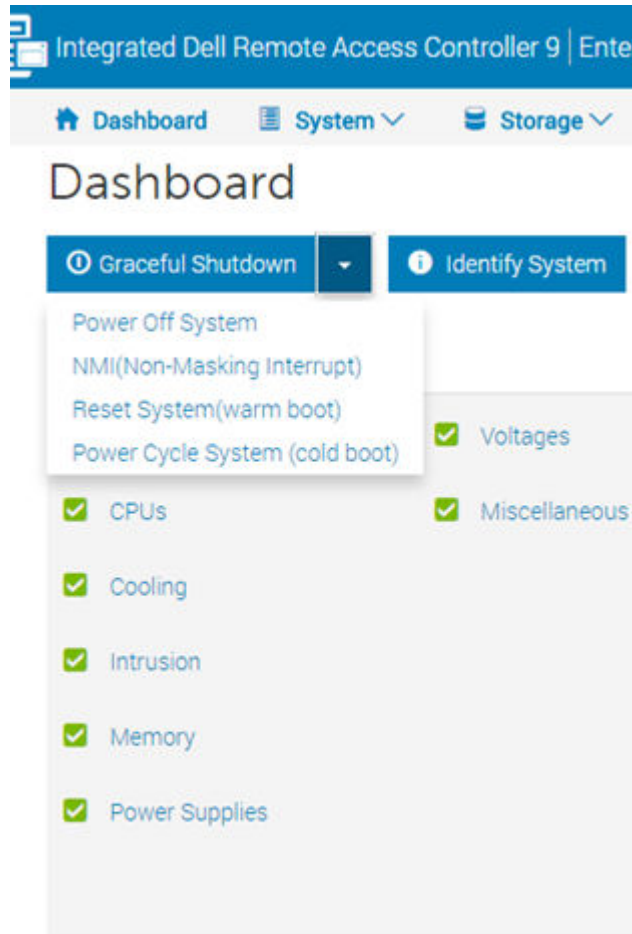 Integrated Dell Remote Access Controller 9 | Ente
Dashboard System Storage
Dashboard
Graceful Shutdown Identify System
Power Off System
NMI(Non-Masking Interrupt)
Reset System(warm boot)
Power Cycle System (cold boot)
Voltages
CPUs
Miscellaneous
Cooling
Intrusion
Memory
Power Supplies